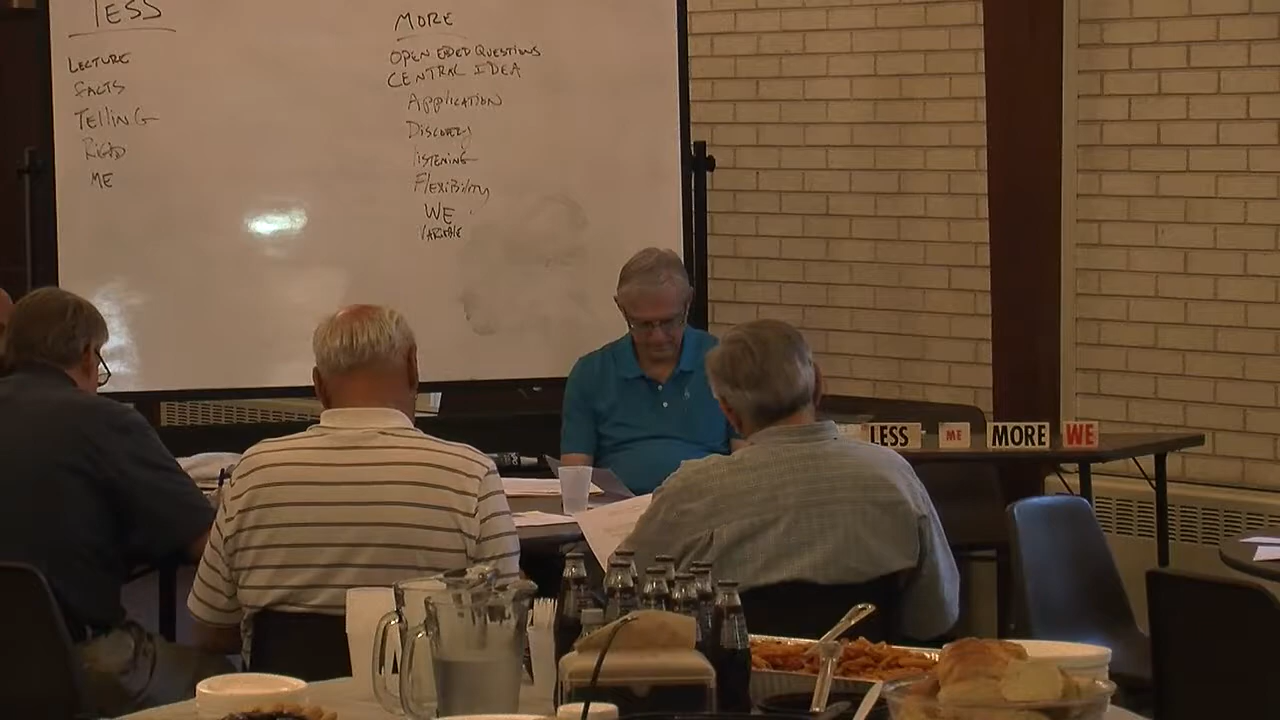 LESS
LECTURE
FACTS
TELLING
RIGID
ME
MORE
OPEN ENDED QUESTIONS
CENTRAL IDEA
APPLICATION
DISCOVERY
LISTENING
FLEXIBILITY
WE
LESS ME MORE WE